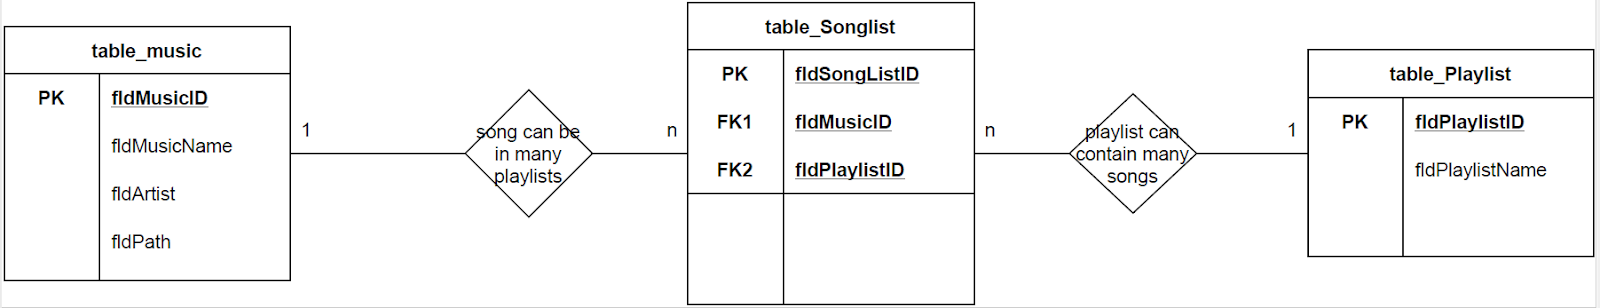 table_music
PK fldMusicID
fldMusicName
fldArtist
fldPath
1
song can be
in many
playlists
n
table_Songlist
PK fldSongListID
FK1 fldMusicID
FK2 fldPlaylistID
n
playlist can
contain many
songs
1
table_Playlist
PK fldPlaylistID
fldPlaylistName